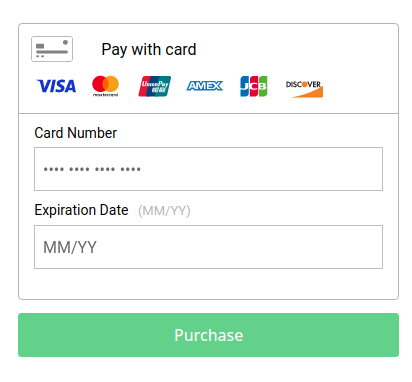 Pay with card
VISA mastercard UnionPay 银联 AMEX JCB DISCOVER
Card Number
•••• •••• •••• ••••
Expiration Date (MM/YY)
MM/YY
Purchase